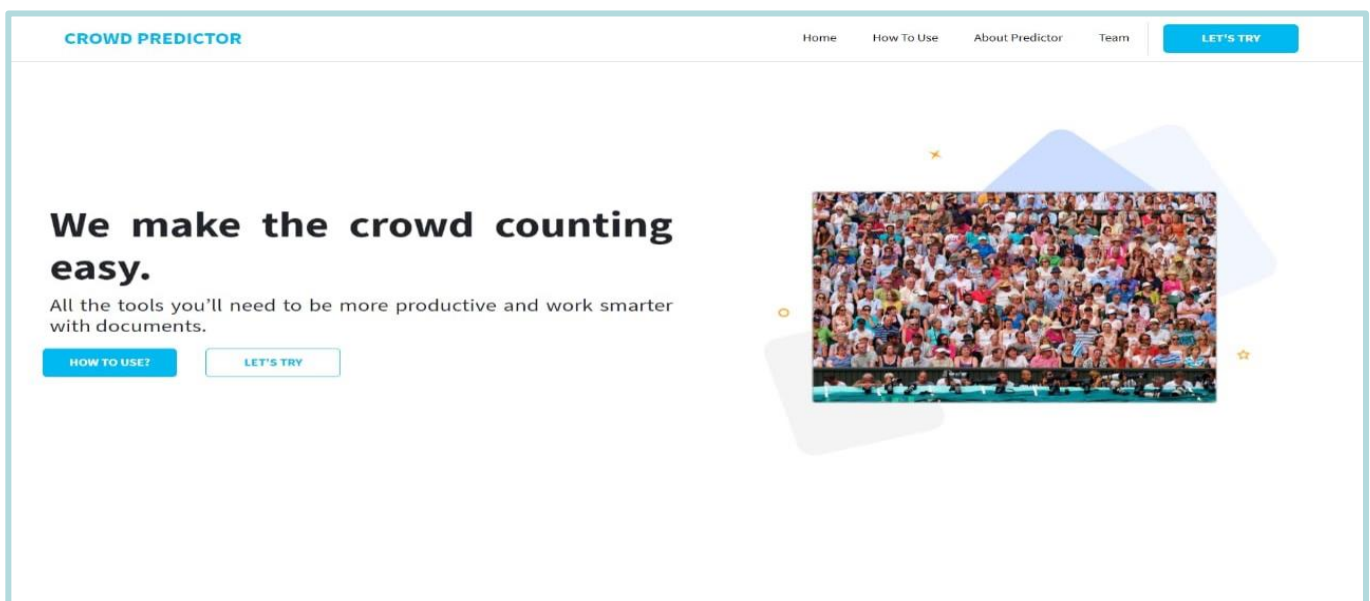 CROWD PREDICTOR
Home How To Use About Predictor Team LET'S TRY
We make the crowd counting
easy.
All the tools you'll need to be more productive and work smarter
with documents.
HOW TO USE? LET'S TRY